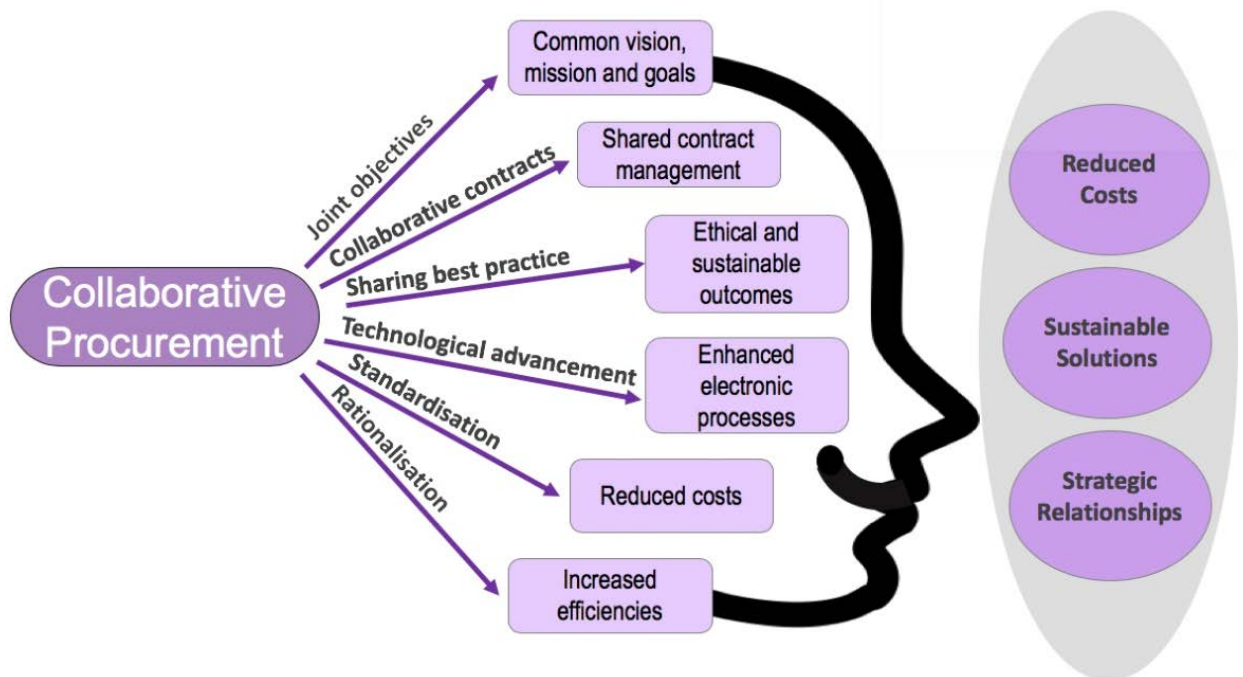 Collaborative
Procurement
Joint objectives
Common vision,
mission and goals
Collaborative contracts
Shared contract
management
Sharing best practice
Ethical and
sustainable
outcomes
Technological advancement
Enhanced
electronic
processes
Standardisation
Reduced costs
Rationalisation
Increased
efficiencies
Reduced
Costs
Sustainable
Solutions
Strategic
Relationships